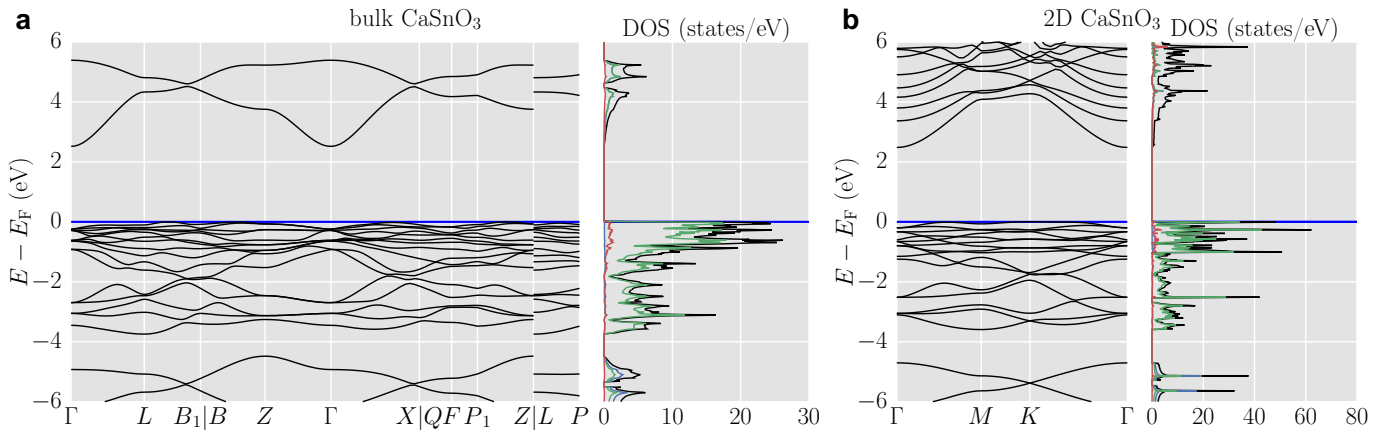 a bulk CaSnO₃ DOS (states/eV)
E − E_F (eV)
6
4
2
0
−2
−4
−6
Γ L B₁|B Z Γ X|QF P₁ Z|L P
0 10 20 30
b 2D CaSnO₃ DOS (states/eV)
E − E_F (eV)
6
4
2
0
−2
−4
−6
Γ M K Γ
0 20 40 60 80